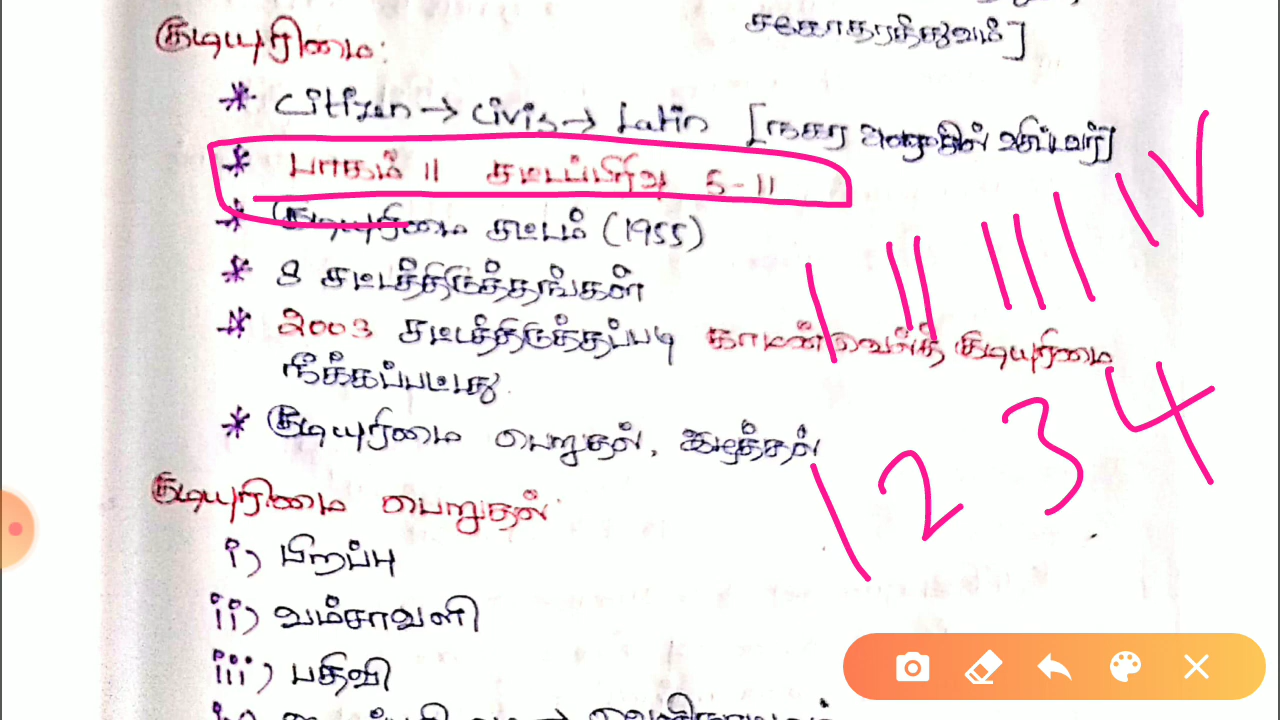 சகோதரத்துவம்]
குடியுரிமை:
* Citizen → civis → Latin [நகர அரசின்
* பாகம் II சட்டப்பிரிவு 5-11
* குடியுரிமை சட்டம் (1955)
* 8 சட்டத்திருத்தங்கள்
* 2003 சட்டத்திருத்தப்படி காமன்வெல்த் குடியுரிமை
நீக்கப்பட்டது.
* குடியுரிமை பெறுதல், இழத்தல்
I II III IV
1 2 3 4
குடியுரிமை பெறுதல்
i) பிறப்பு
ii) வம்சாவளி
iii) பதிவு